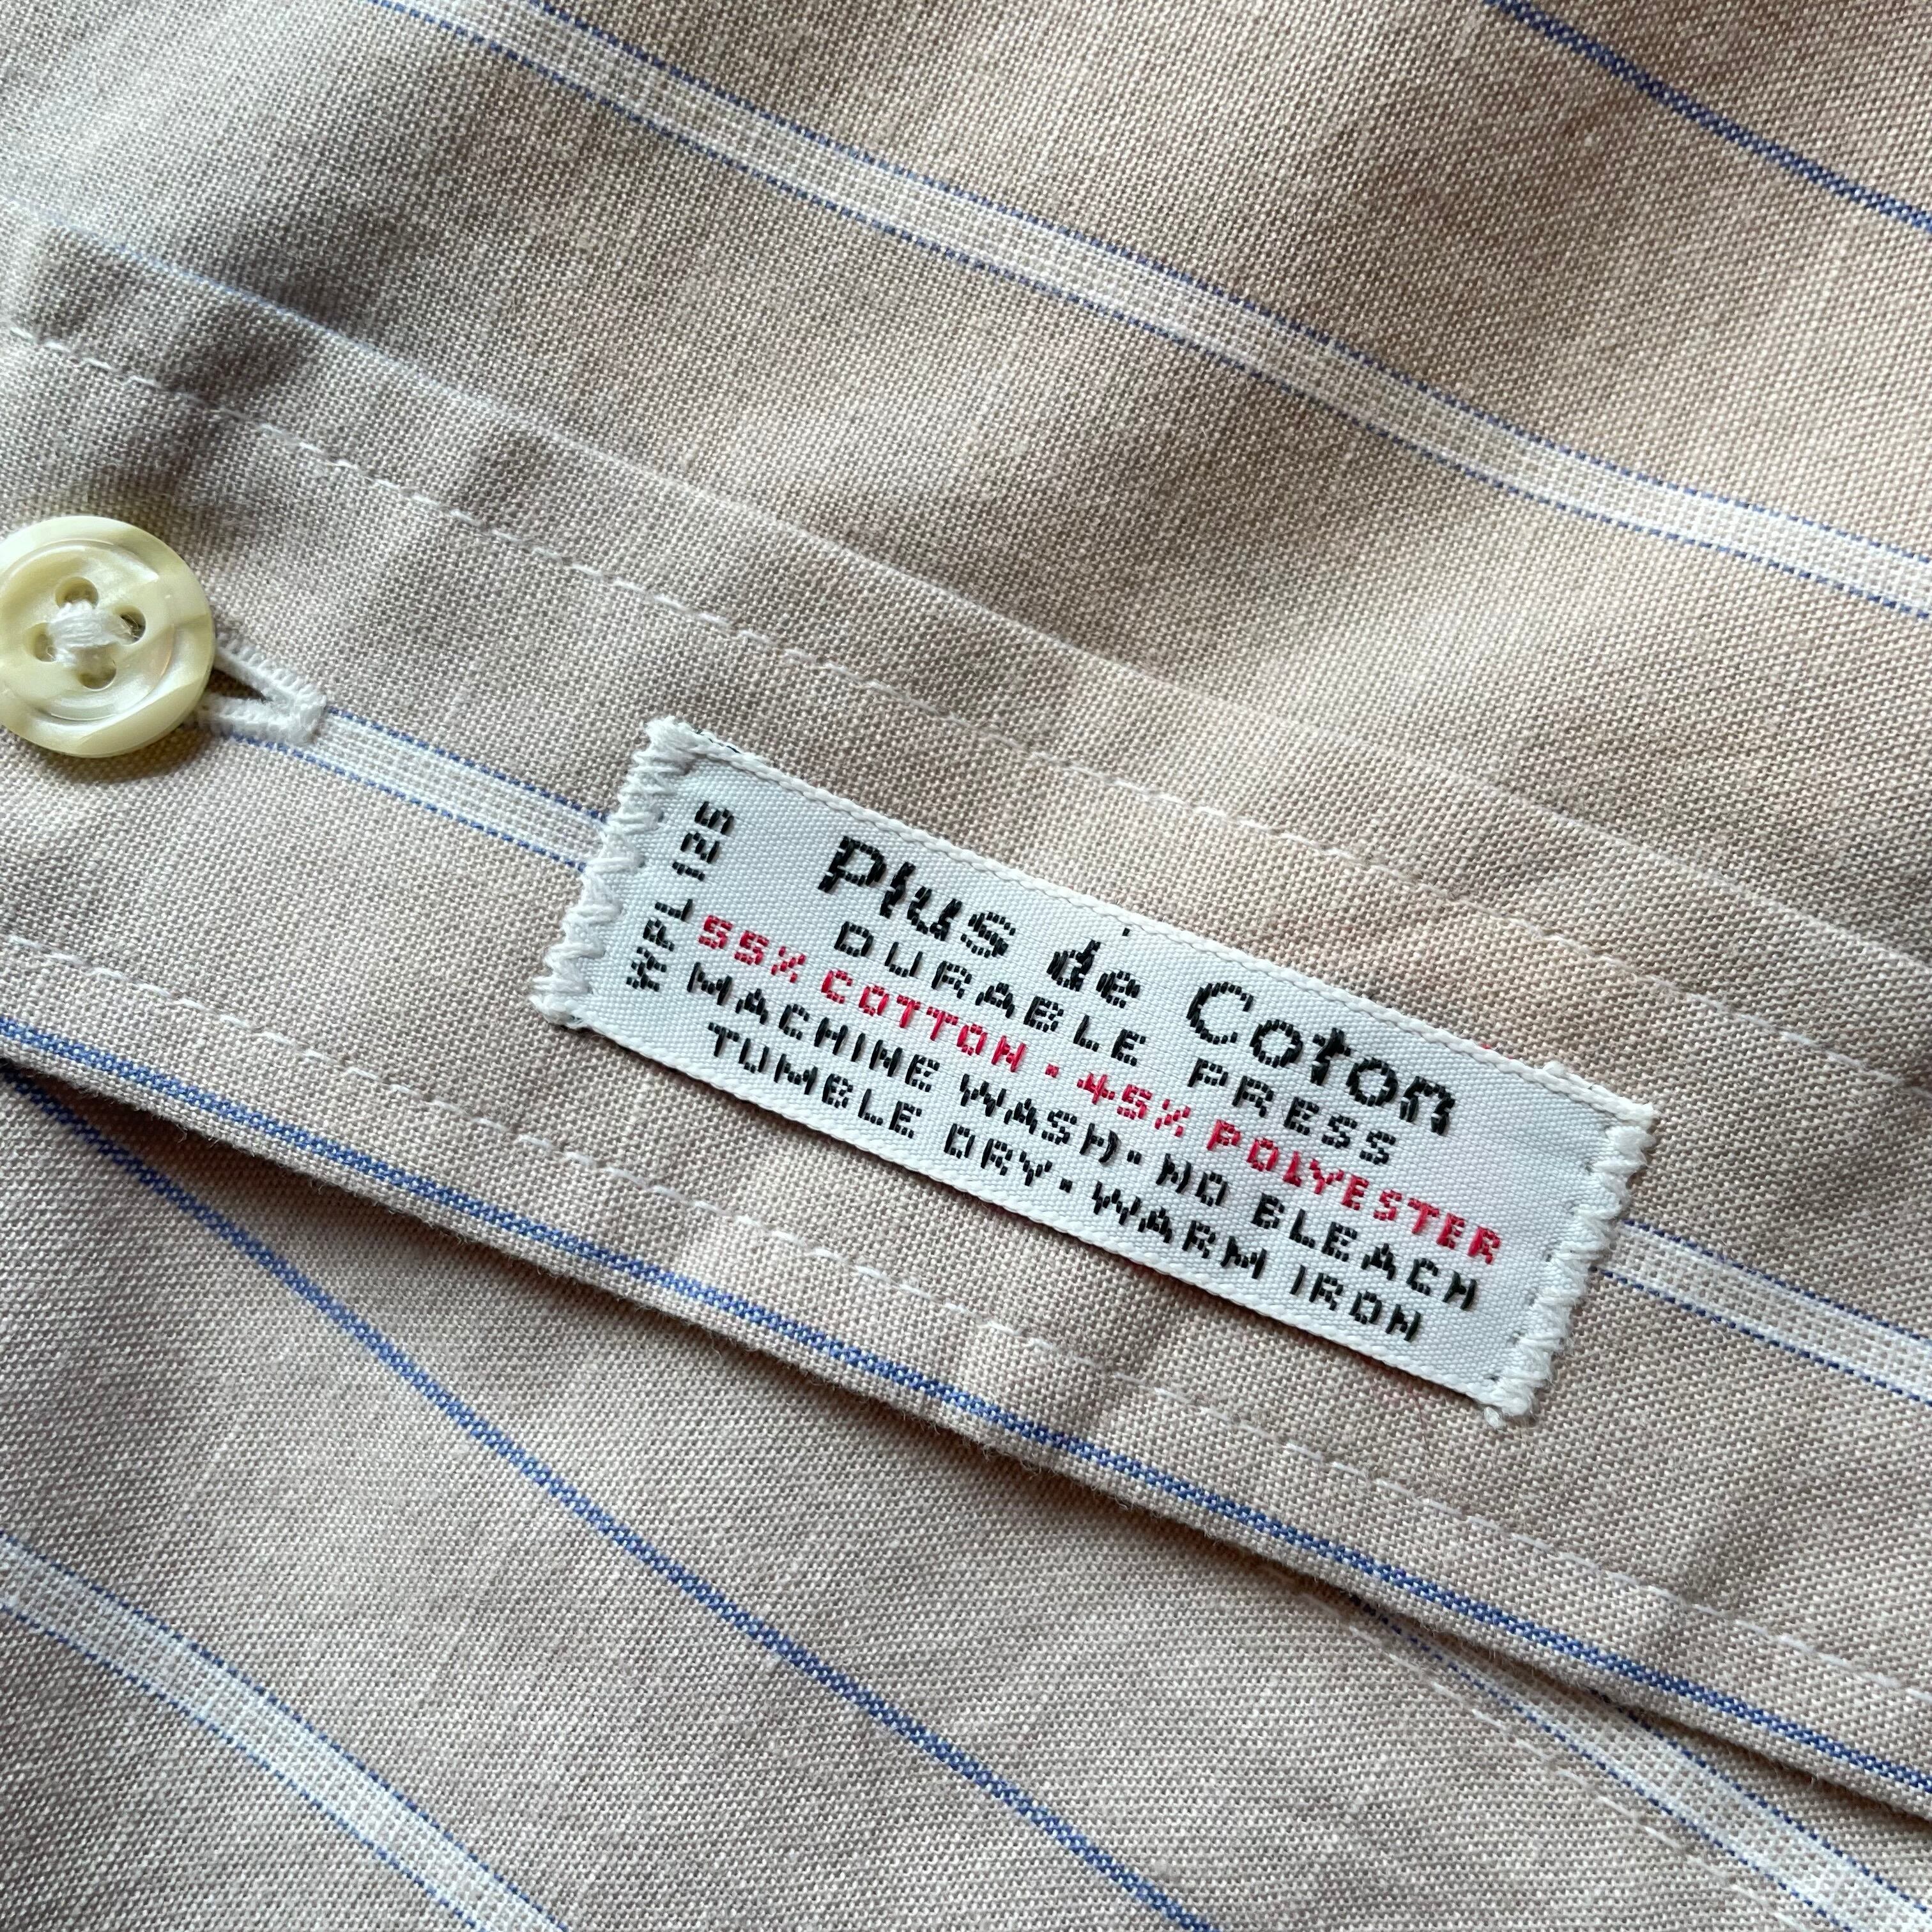 WPL 125
Plus de Coton
DURABLE PRESS
55% COTTON · 45% POLYESTER
MACHINE WASH · NO BLEACH
TUMBLE DRY · WARM IRON